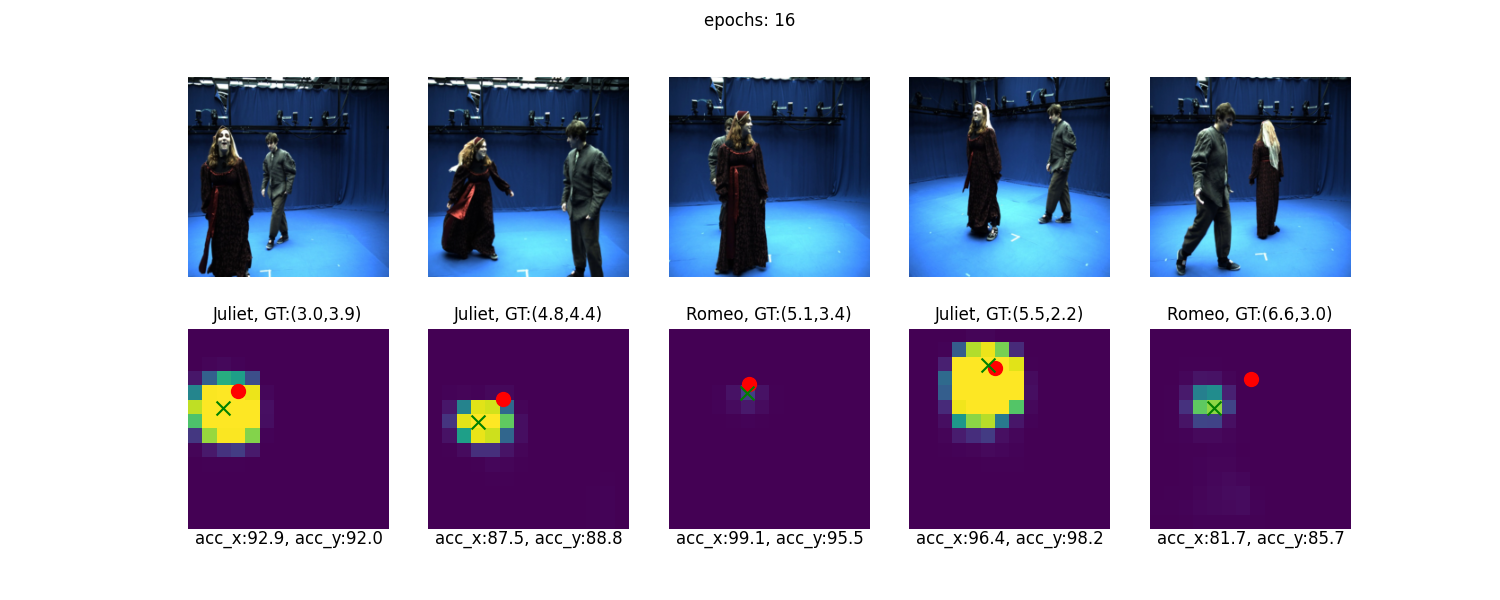 epochs: 16
Juliet, GT:(3.0,3.9)
Juliet, GT:(4.8,4.4)
Romeo, GT:(5.1,3.4)
Juliet, GT:(5.5,2.2)
Romeo, GT:(6.6,3.0)
acc_x:92.9, acc_y:92.0
acc_x:87.5, acc_y:88.8
acc_x:99.1, acc_y:95.5
acc_x:96.4, acc_y:98.2
acc_x:81.7, acc_y:85.7